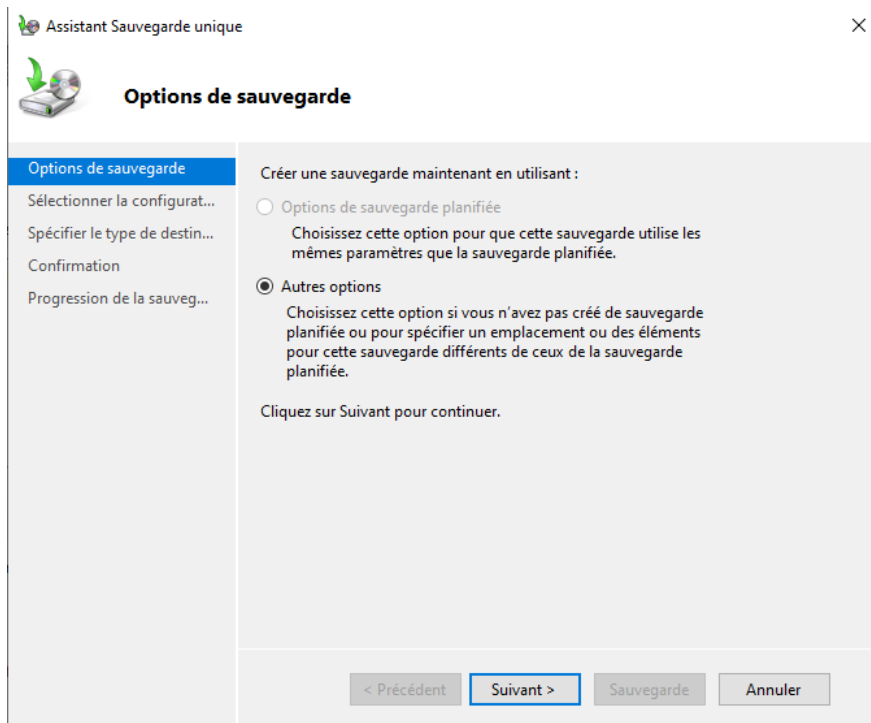 Assistant Sauvegarde unique
Options de sauvegarde
Options de sauvegarde
Sélectionner la configurat...
Spécifier le type de destin...
Confirmation
Progression de la sauveg...
Créer une sauvegarde maintenant en utilisant :
Options de sauvegarde planifiée
Choisissez cette option pour que cette sauvegarde utilise les
mêmes paramètres que la sauvegarde planifiée.
Autres options
Choisissez cette option si vous n'avez pas créé de sauvegarde
planifiée ou pour spécifier un emplacement ou des éléments
pour cette sauvegarde différents de ceux de la sauvegarde
planifiée.
Cliquez sur Suivant pour continuer.
< Précédent
Suivant >
Sauvegarde
Annuler